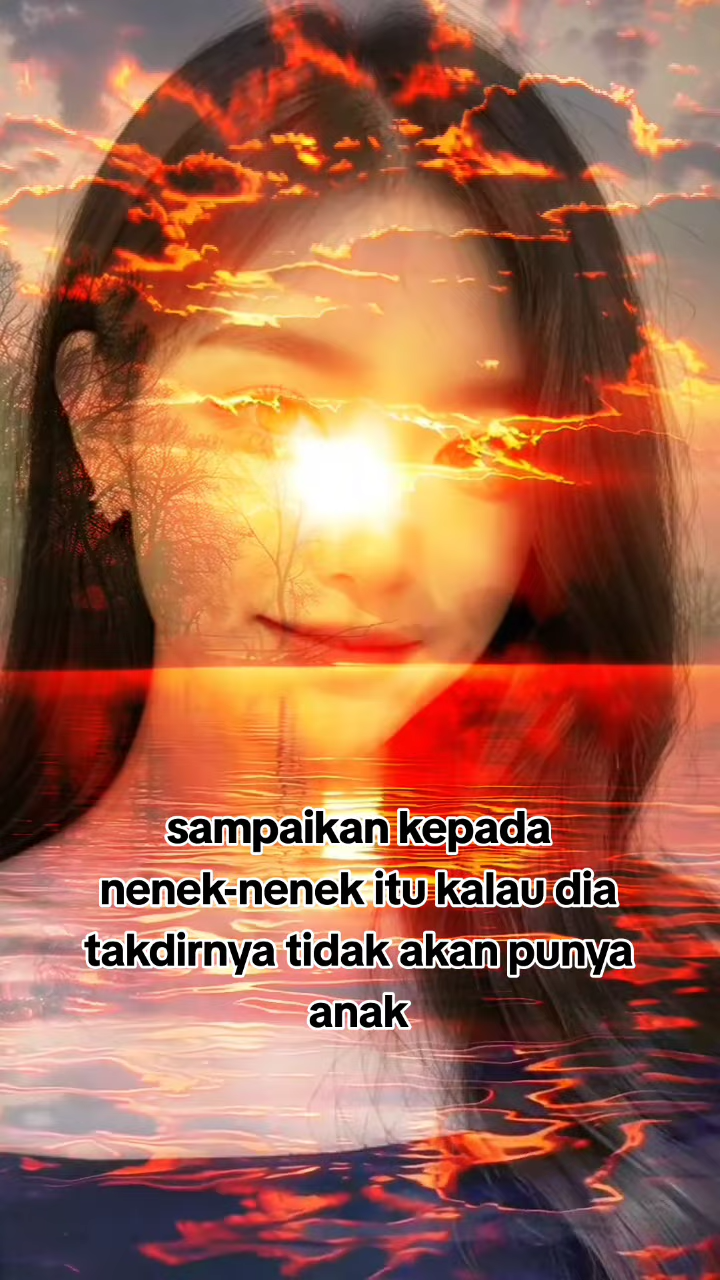 sampaikan kepada
nenek-nenek itu kalau dia
takdirnya tidak akan punya
anak